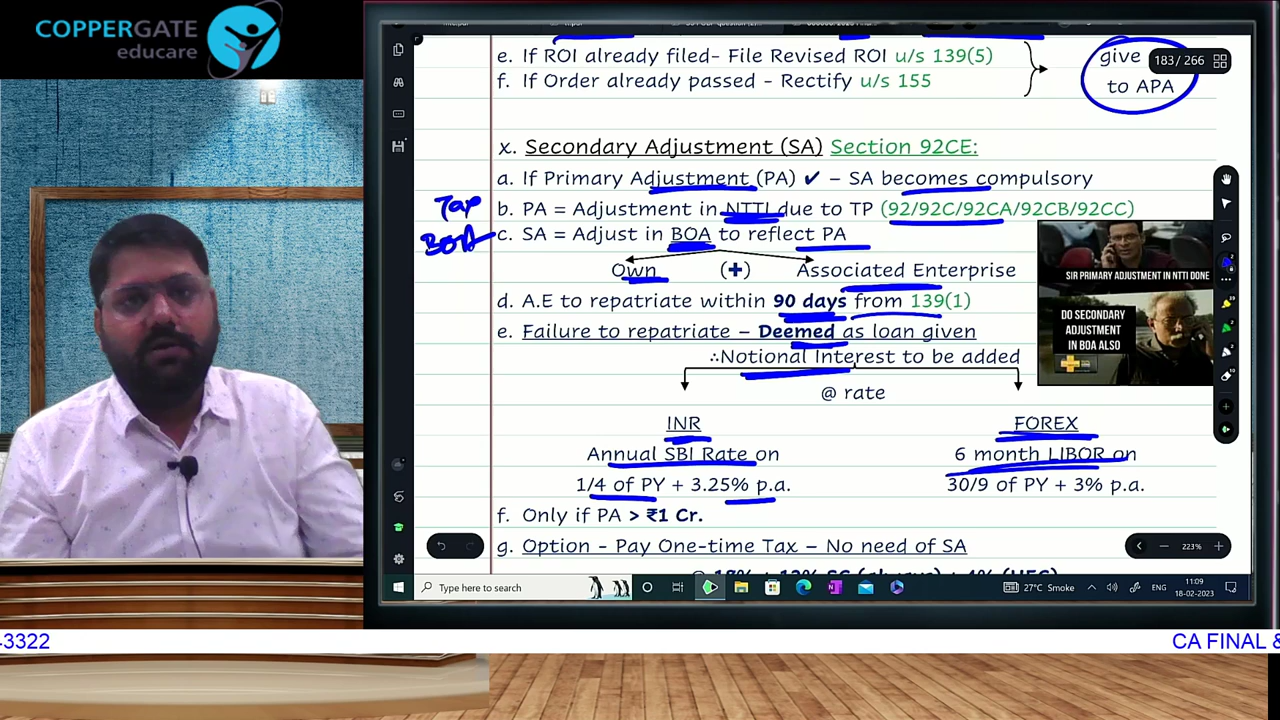 COPPERGATE
educare
e. If ROI already filed- File Revised ROI u/s 139(5)
f. If Order already passed - Rectify u/s 155
give
to APA
183 / 266
x. Secondary Adjustment (SA) Section 92CE:
a. If Primary Adjustment (PA) ✔ – SA becomes compulsory
b. PA = Adjustment in NTTI due to TP (92/92C/92CA/92CB/92CC)
c. SA = Adjust in BOA to reflect PA
BOA
Own (+) Associated Enterprise
d. A.E to repatriate within 90 days from 139(1)
e. Failure to repatriate – Deemed as loan given
∴Notional Interest to be added
@ rate
INR
Annual SBI Rate on
1/4 of PY + 3.25% p.a.
FOREX
6 month LIBOR on
30/9 of PY + 3% p.a.
f. Only if PA > ₹1 Cr.
g. Option - Pay One-time Tax – No need of SA
SIR PRIMARY ADJUSTMENT IN NTTI DONE
DO SECONDARY
ADJUSTMENT
IN BOA ALSO
223%
Type here to search
27°C Smoke
ENG
11:09
18-02-2023
3322
CA FINAL &